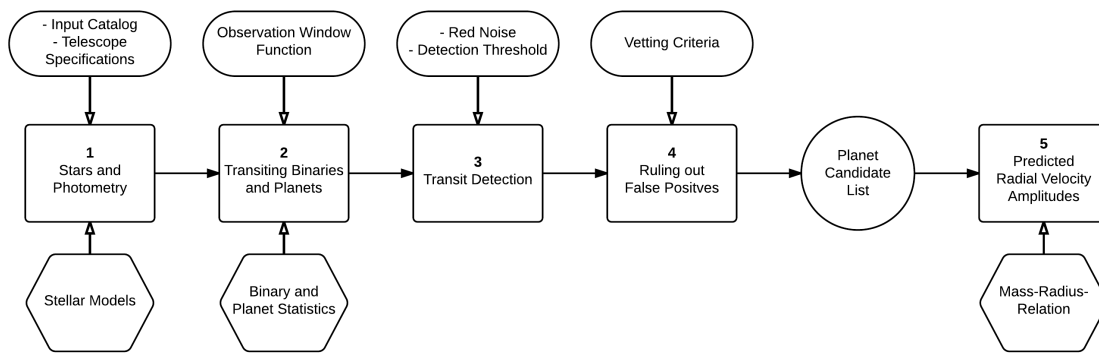 - Input Catalog
- Telescope
Specifications
Observation Window
Function
- Red Noise
- Detection Threshold
Vetting Criteria
1
Stars and
Photometry
2
Transiting Binaries
and Planets
3
Transit Detection
4
Ruling out
False Positves
Planet
Candidate
List
5
Predicted
Radial Velocity
Amplitudes
Stellar Models
Binary and
Planet Statistics
Mass-Radius-
Relation